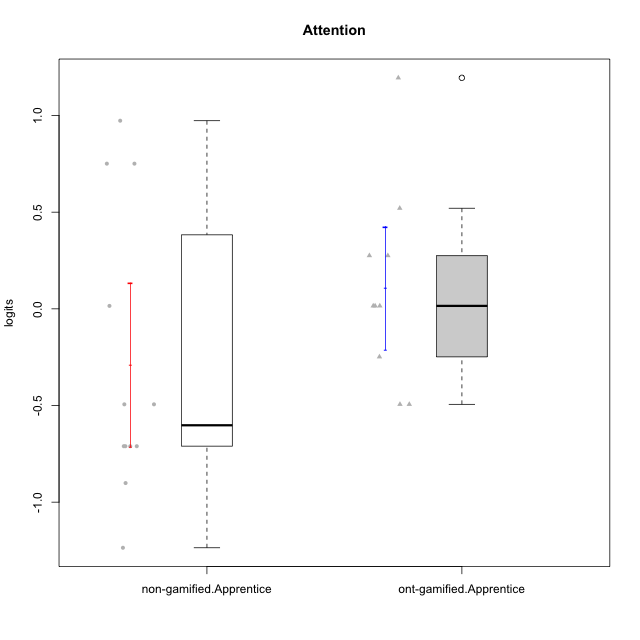 Attention
logits
1.0
0.5
0.0
-0.5
-1.0
non-gamified.Apprentice
ont-gamified.Apprentice